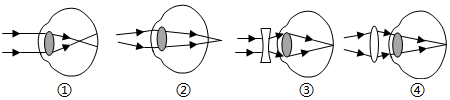 ① ② ③ ④